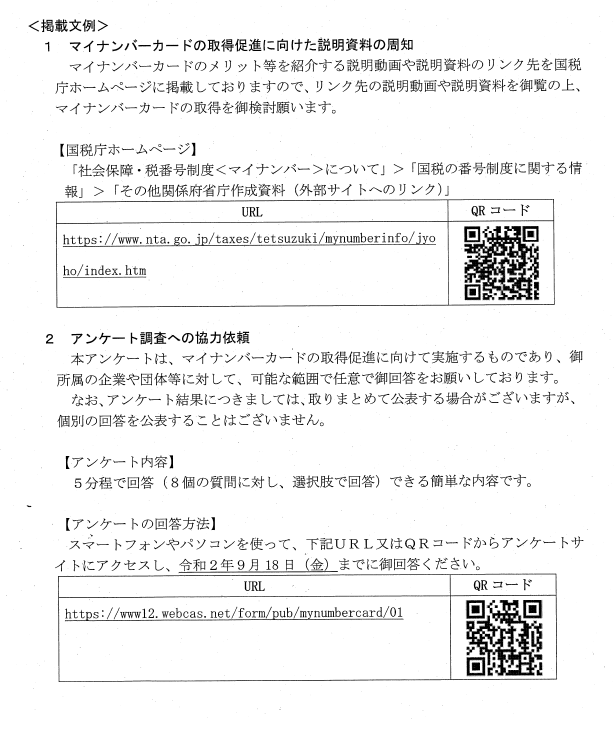 ＜掲載文例＞
１　マイナンバーカードの取得促進に向けた説明資料の周知
マイナンバーカードのメリット等を紹介する説明動画や説明資料のリンク先を国税
庁ホームページに掲載しておりますので、リンク先の説明動画や説明資料を御覧の上、
マイナンバーカードの取得を御検討願います。
【国税庁ホームページ】
「社会保障・税番号制度＜マイナンバー＞について」＞「国税の番号制度に関する情
報」＞「その他関係府省庁作成資料（外部サイトへのリンク）」
URL　QRコード
https://www.nta.go.jp/taxes/tetsuzuki/mynumberinfo/jyo
ho/index.htm
２　アンケート調査への協力依頼
本アンケートは、マイナンバーカードの取得促進に向けて実施するものであり、御
所属の企業や団体等に対して、可能な範囲で任意で御回答をお願いしております。
なお、アンケート結果につきましては、取りまとめて公表する場合がございますが、
個別の回答を公表することはございません。
【アンケート内容】
５分程で回答（８個の質問に対し、選択肢で回答）できる簡単な内容です。
【アンケートの回答方法】
スマートフォンやパソコンを使って、下記ＵＲＬ又はＱＲコードからアンケートサ
イトにアクセスし、令和２年９月 18 日（金）までに御回答ください。
URL　QRコード
https://www12.webcas.net/form/pub/mynumbercard/01